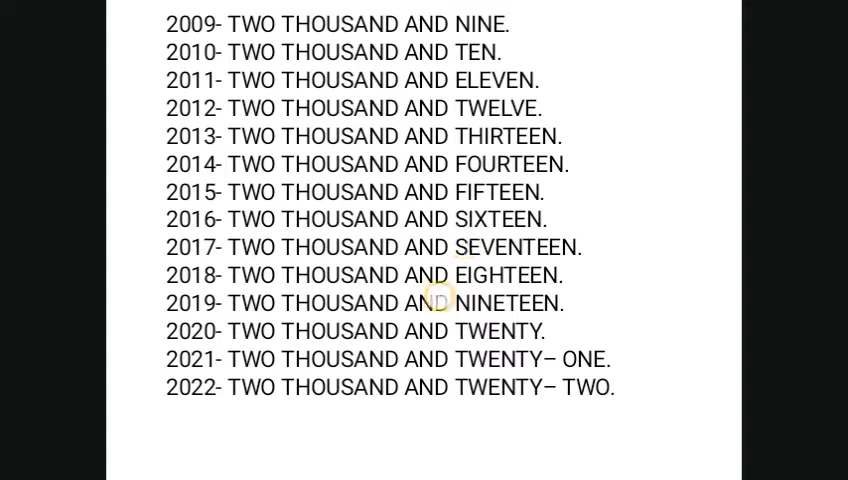 2009- TWO THOUSAND AND NINE.
2010- TWO THOUSAND AND TEN.
2011- TWO THOUSAND AND ELEVEN.
2012- TWO THOUSAND AND TWELVE.
2013- TWO THOUSAND AND THIRTEEN.
2014- TWO THOUSAND AND FOURTEEN.
2015- TWO THOUSAND AND FIFTEEN.
2016- TWO THOUSAND AND SIXTEEN.
2017- TWO THOUSAND AND SEVENTEEN.
2018- TWO THOUSAND AND EIGHTEEN.
2019- TWO THOUSAND AND NINETEEN.
2020- TWO THOUSAND AND TWENTY.
2021- TWO THOUSAND AND TWENTY– ONE.
2022- TWO THOUSAND AND TWENTY– TWO.